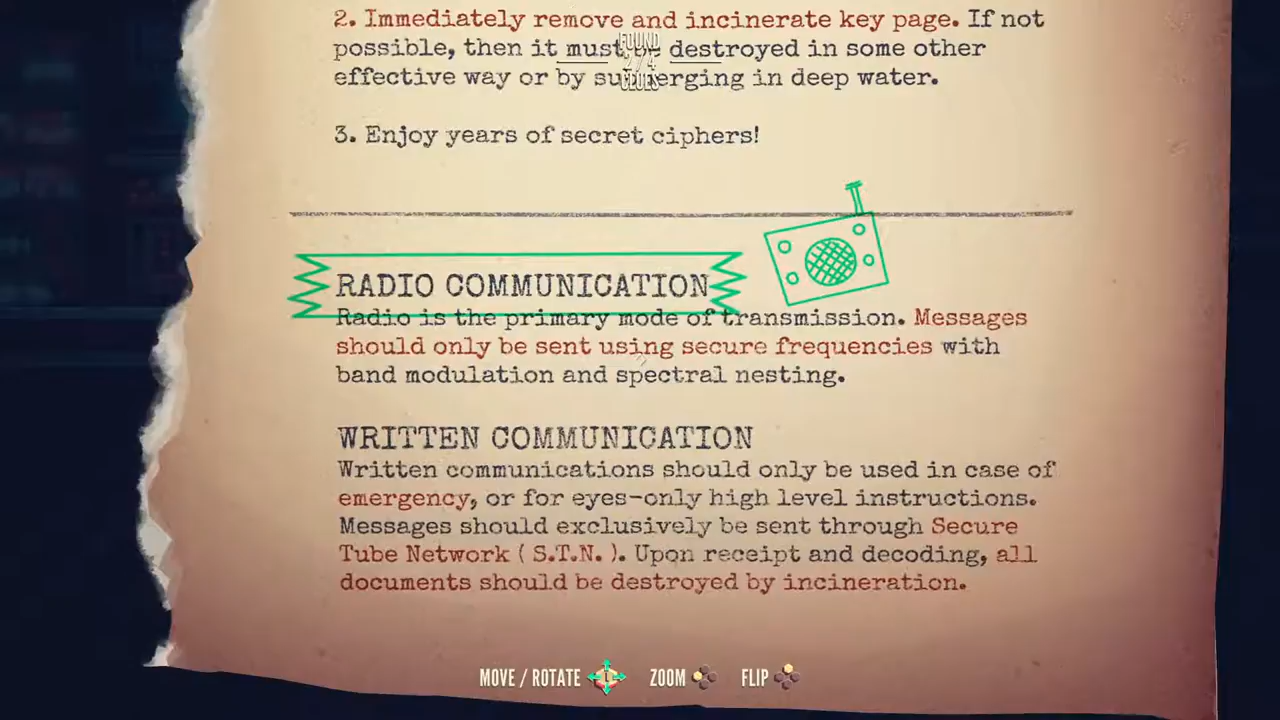 2. Immediately remove and incinerate key page. If not
possible, then it must be destroyed in some other
effective way or by submerging in deep water.
FOUND
2/4
CLUES
3. Enjoy years of secret ciphers!
RADIO COMMUNICATION
Radio is the primary mode of transmission. Messages
should only be sent using secure frequencies with
band modulation and spectral nesting.
WRITTEN COMMUNICATION
Written communications should only be used in case of
emergency, or for eyes-only high level instructions.
Messages should exclusively be sent through Secure
Tube Network ( S.T.N. ). Upon receipt and decoding, all
documents should be destroyed by incineration.
MOVE / ROTATE L ZOOM FLIP